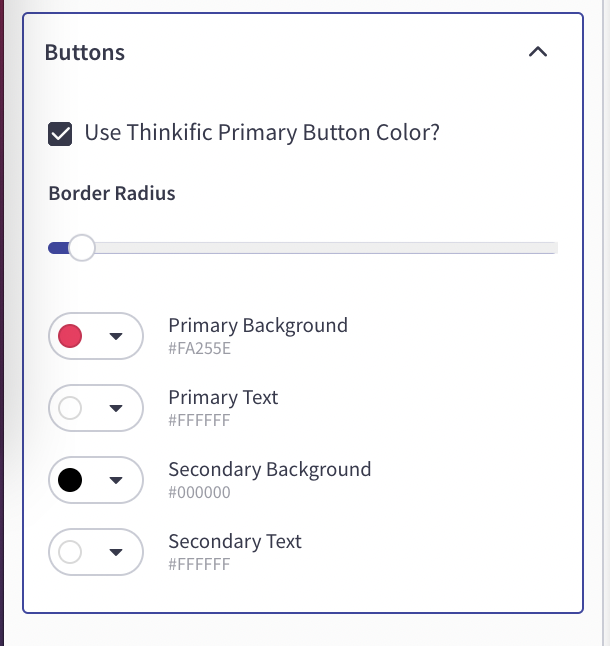 Buttons
Use Thinkific Primary Button Color?
Border Radius
Primary Background
#FA255E
Primary Text
#FFFFFF
Secondary Background
#000000
Secondary Text
#FFFFFF